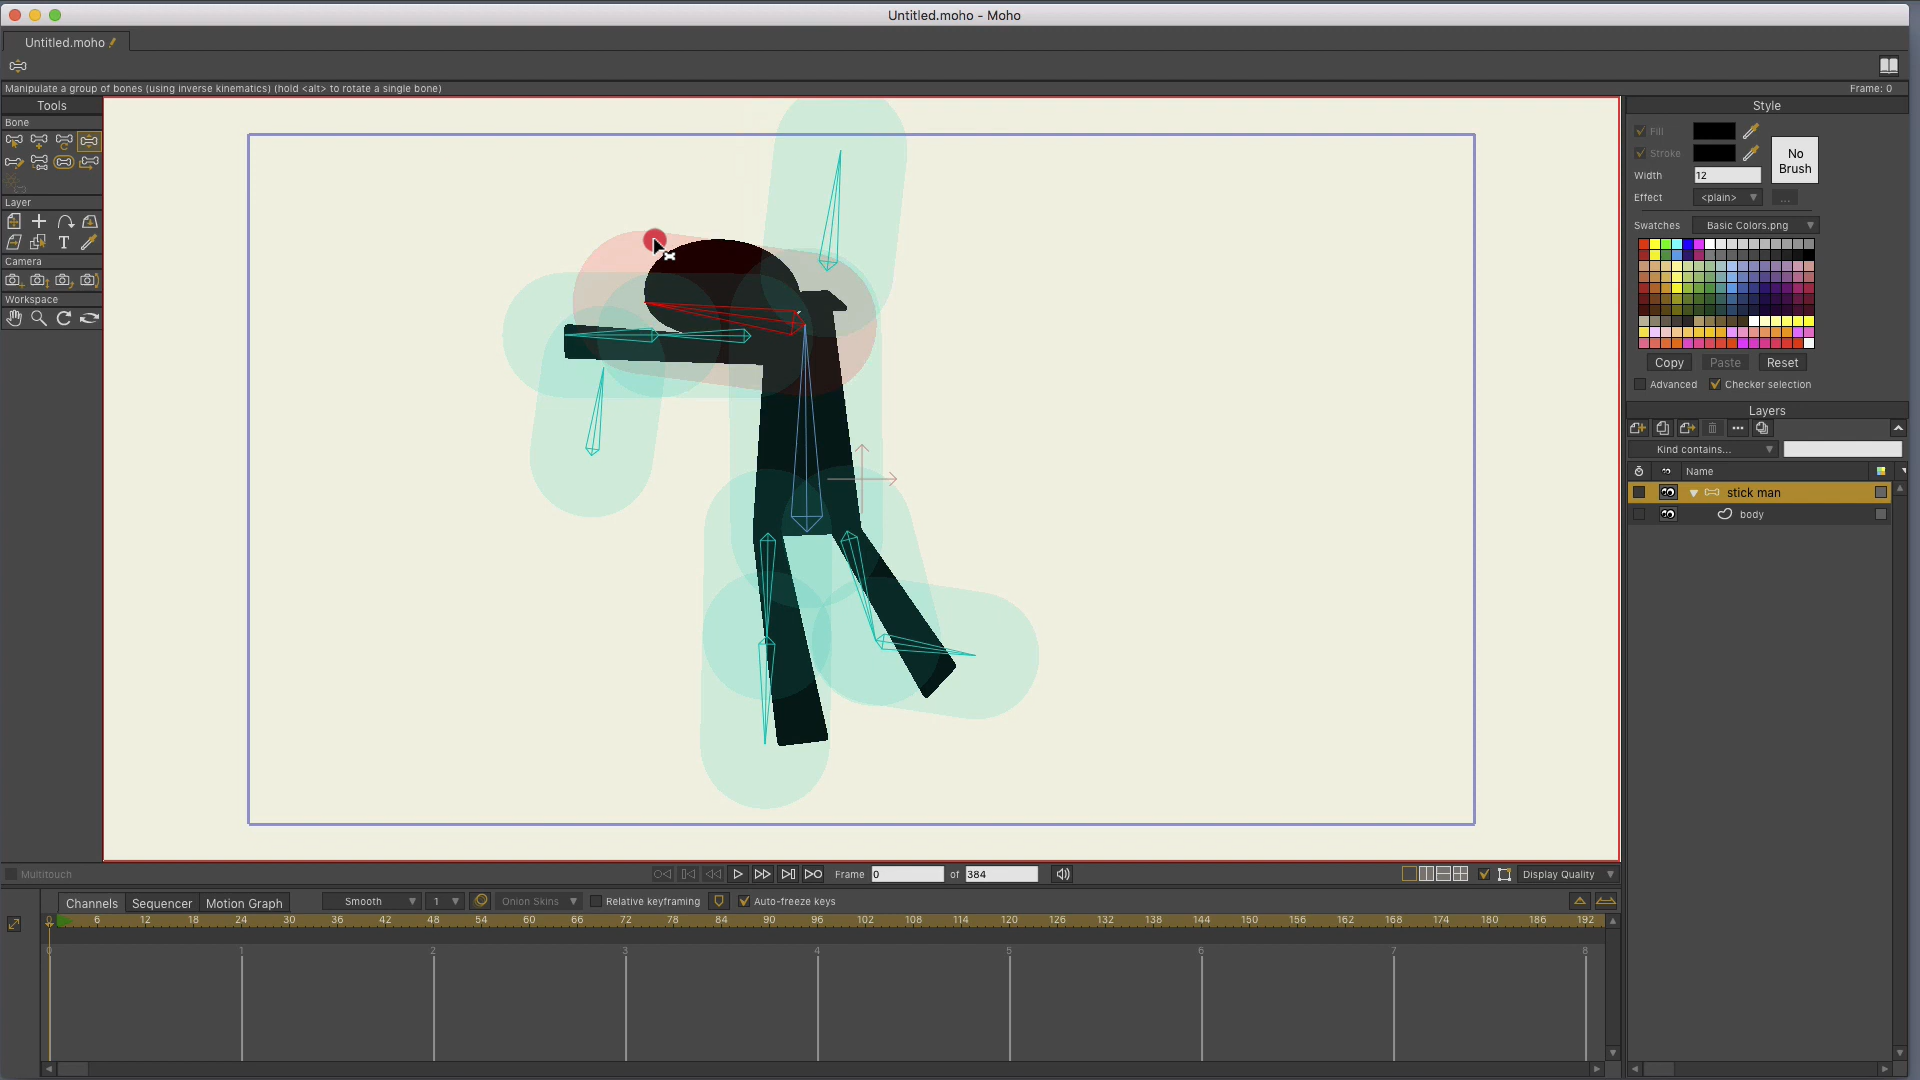 Untitled.moho - Moho
Untitled.moho
Manipulate a group of bones (using inverse kinematics) (hold <alt> to rotate a single bone)
Frame: 0
Tools
Bone
Layer
T
Camera
Workspace
Style
Fill
Stroke
No
Brush
Width
12
Effect
<plain>
...
Swatches
Basic Colors.png
Copy
Paste
Reset
Advanced
Checker selection
Layers
Kind contains...
Name
stick man
body
Multitouch
Frame
0
of
384
Display Quality
Channels
Sequencer
Motion Graph
Smooth
1
Onion Skins
Relative keyframing
Auto-freeze keys
0 6 12 18 24 30 36 42 48 54 60 66 72 78 84 90 96 102 108 114 120 126 132 138 144 150 156 162 168 174 180 186 192
0 1 2 3 4 5 6 7 8